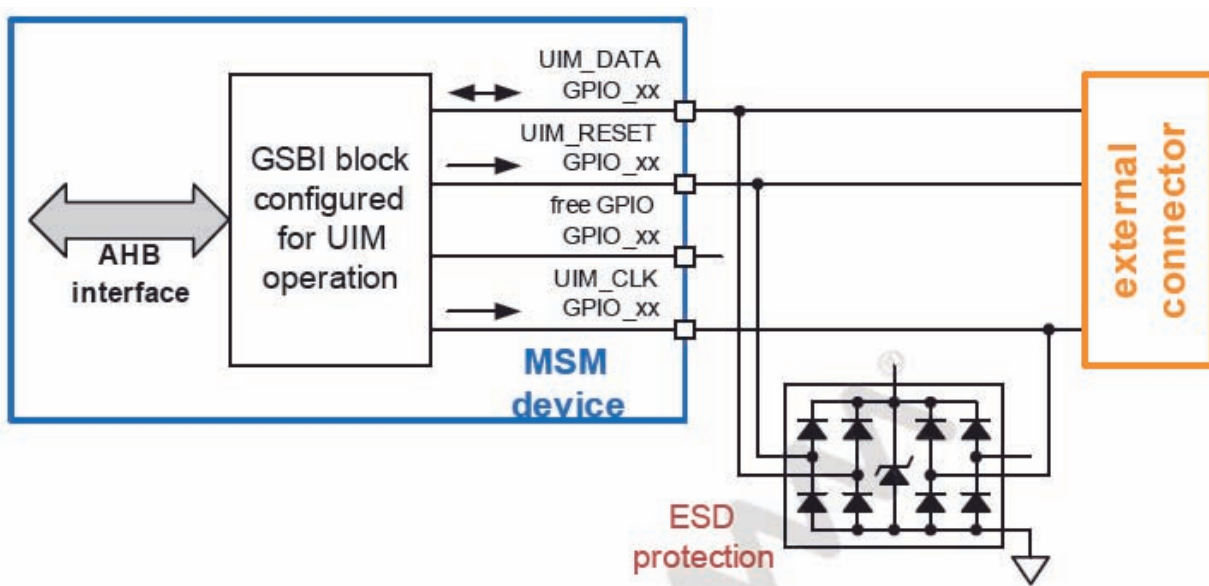 UIM_DATA
GPIO_xx
UIM_RESET
GPIO_xx
free GPIO
GPIO_xx
UIM_CLK
GPIO_xx
GSBI block
configured
for UIM
operation
AHB
interface
MSM
device
external
connector
ESD
protection